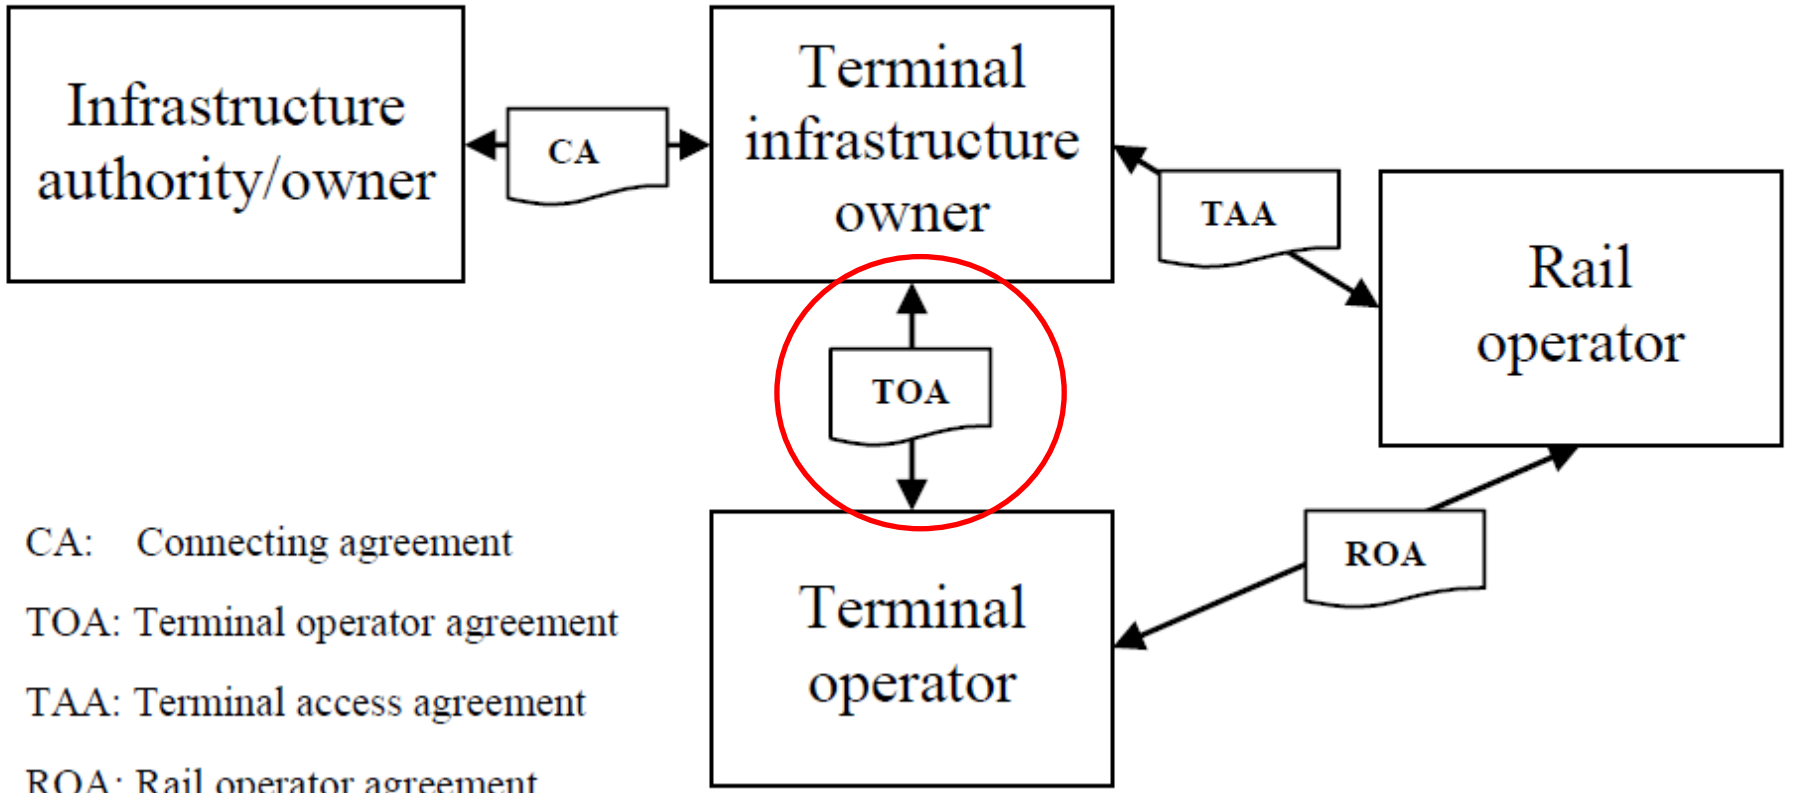 Infrastructure
authority/owner
CA
Terminal
infrastructure
owner
TAA
Rail
operator
TOA
Terminal
operator
ROA
CA: Connecting agreement
TOA: Terminal operator agreement
TAA: Terminal access agreement
ROA: Rail operator agreement